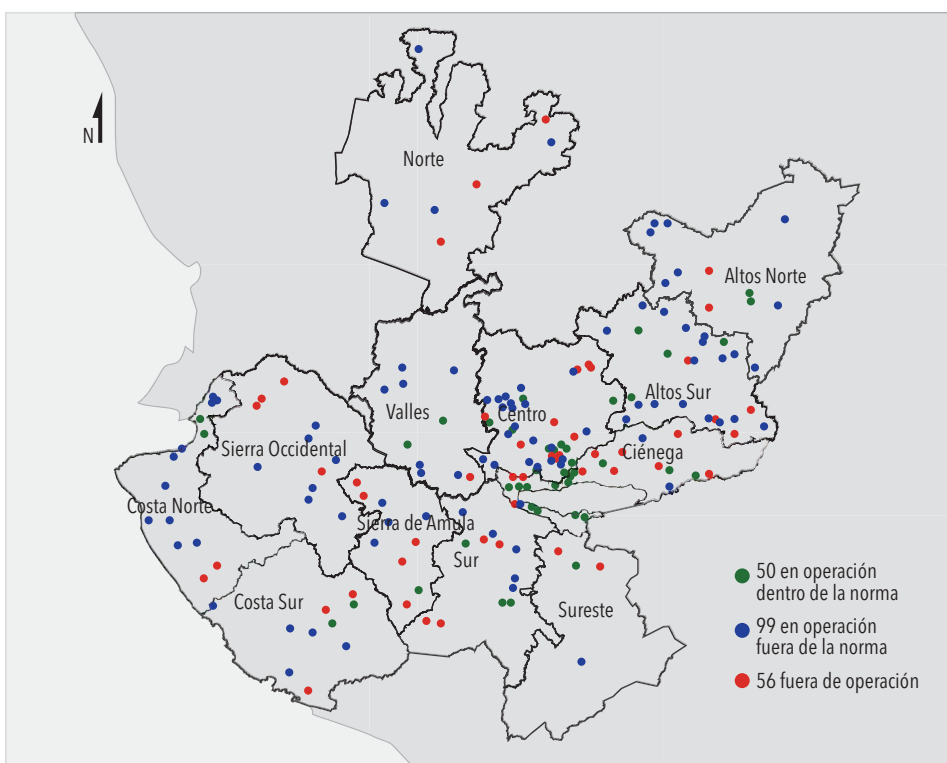 N
Norte
Altos Norte
Valles
Centro
Altos Sur
Sierra Occidental
Ciénega
Costa Norte
Sierra de Amula
Sur
Costa Sur
Sureste
50 en operación
dentro de la norma
99 en operación
fuera de la norma
56 fuera de operación